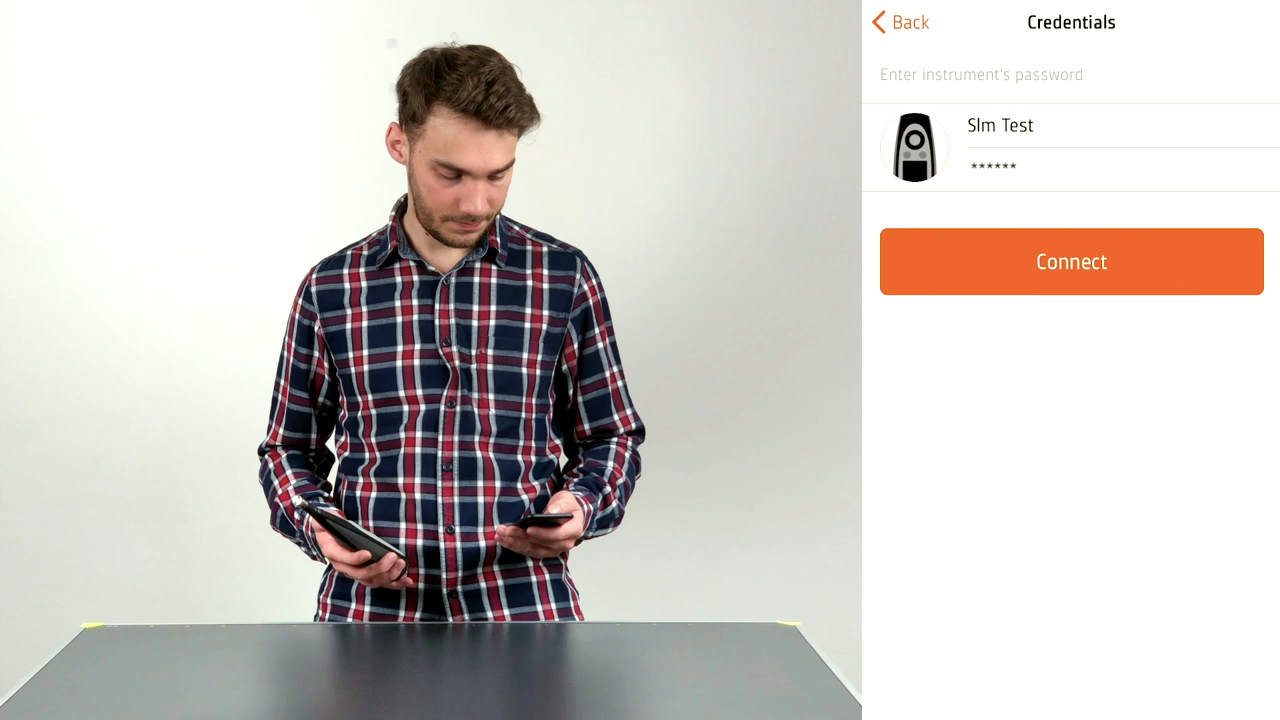 Back
Credentials
Enter instrument's password
Slm Test
******
Connect